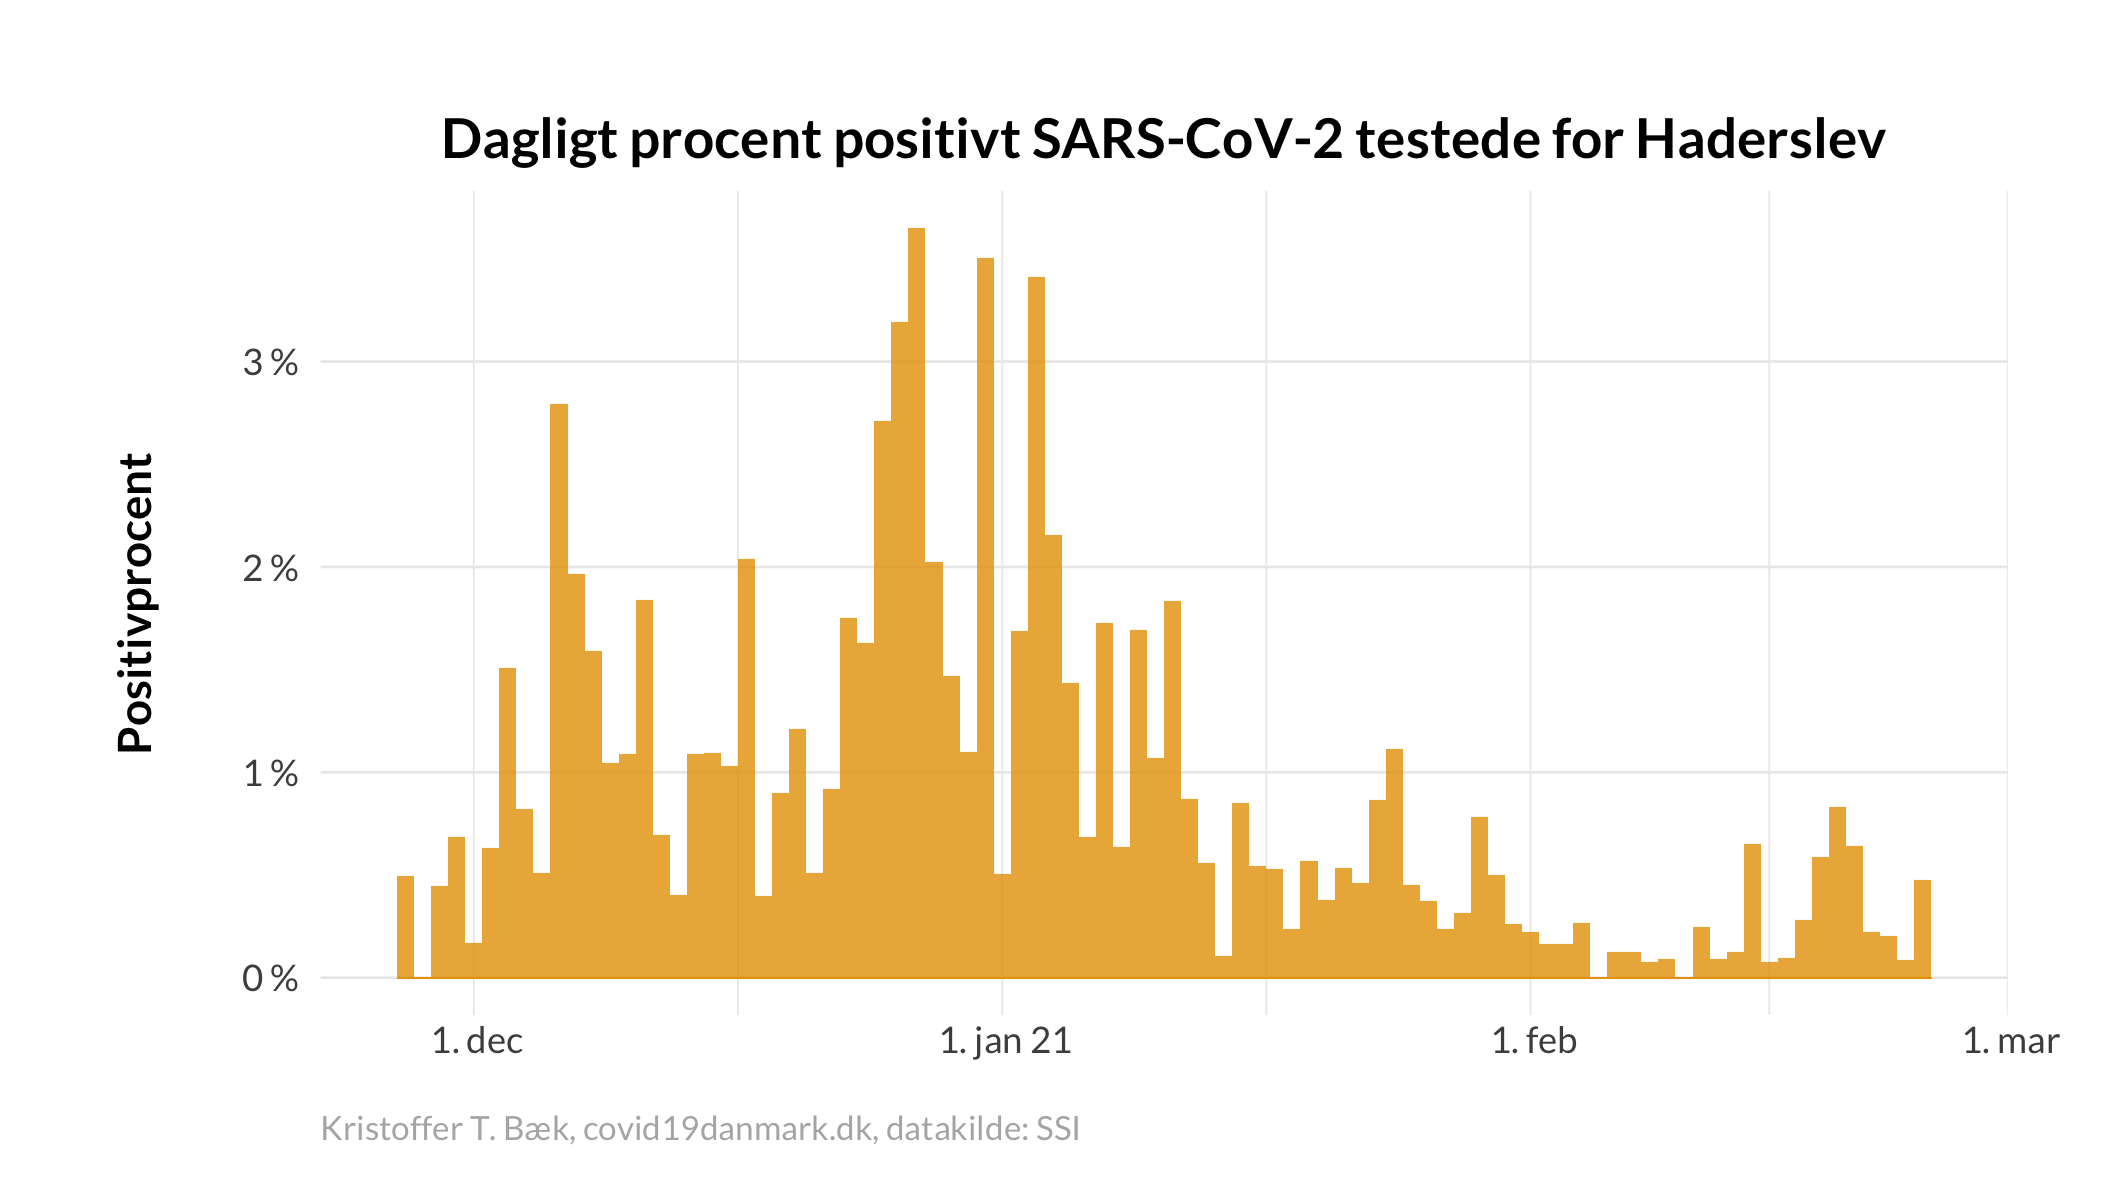 Dagligt procent positivt SARS-CoV-2 testede for Haderslev
Positivprocent
3 %
2 %
1 %
0 %
1. dec
1. jan 21
1. feb
1. mar
Kristoffer T. Bæk, covid19danmark.dk, datakilde: SSI